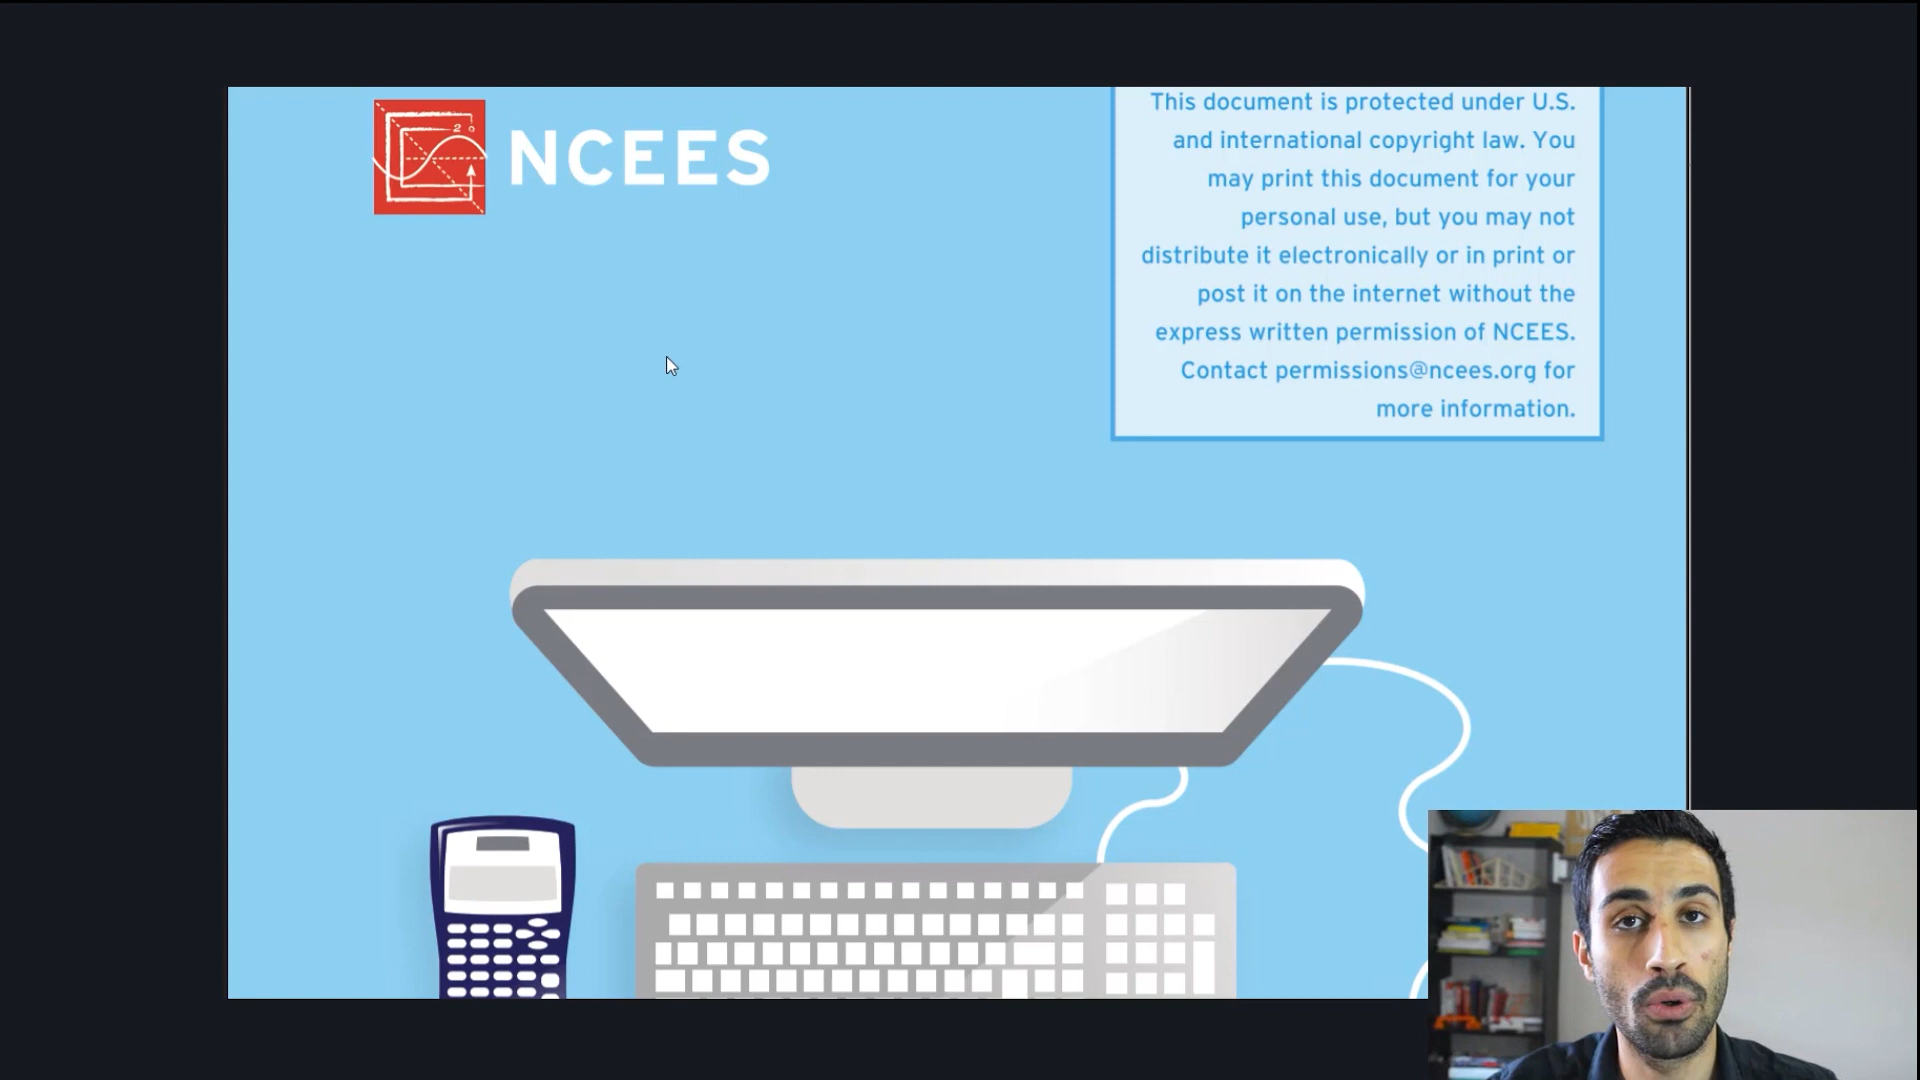 NCEES
This document is protected under U.S.
and international copyright law. You
may print this document for your
personal use, but you may not
distribute it electronically or in print or
post it on the internet without the
express written permission of NCEES.
Contact permissions@ncees.org for
more information.